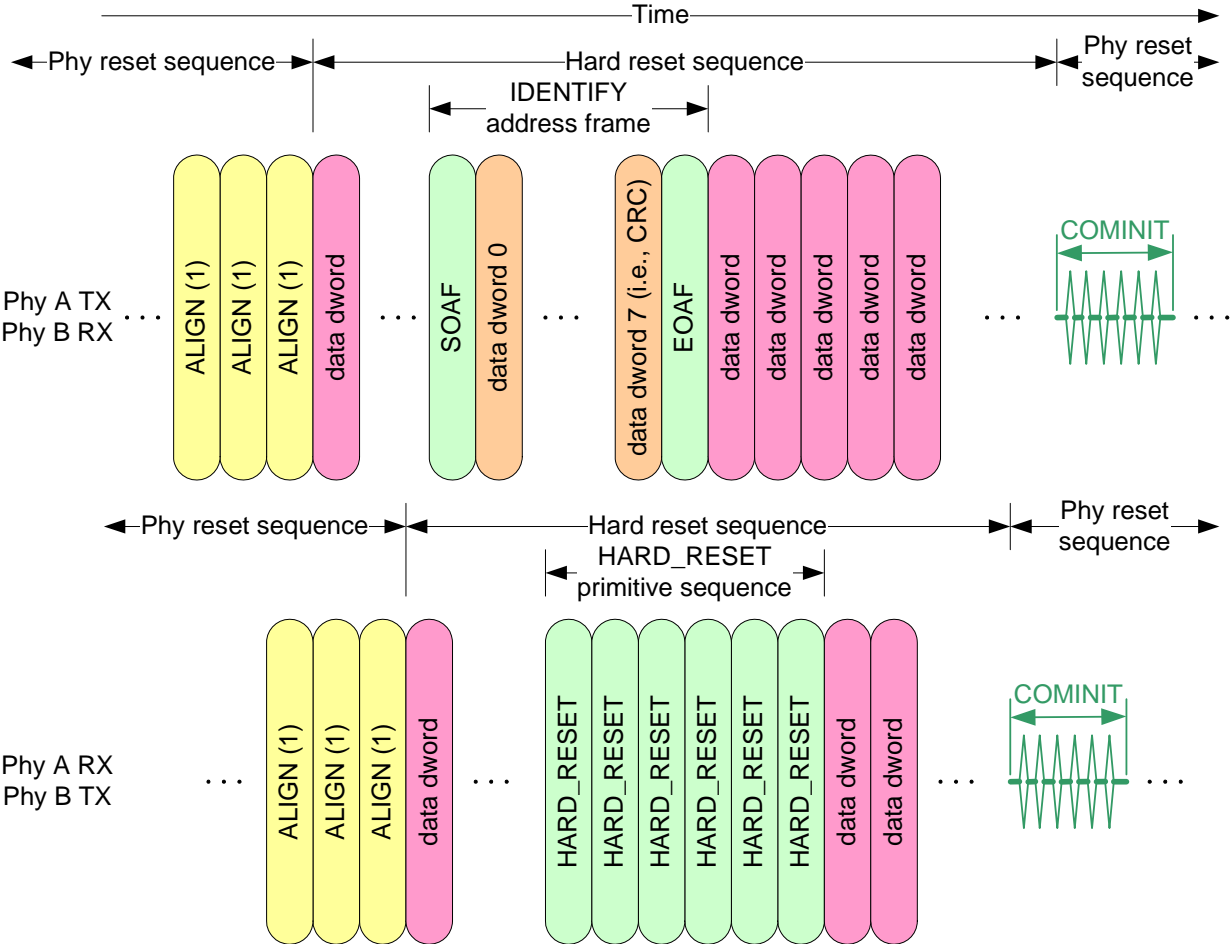 Time
Phy reset sequence
Hard reset sequence
Phy reset
sequence
IDENTIFY
address frame
Phy A TX
Phy B RX
. . .
ALIGN (1)
ALIGN (1)
ALIGN (1)
data dword
. . .
SOAF
data dword 0
. . .
data dword 7 (i.e., CRC)
EOAF
data dword
data dword
data dword
data dword
data dword
. . .
COMINIT
. . .
Phy reset sequence
Hard reset sequence
Phy reset
sequence
HARD_RESET
primitive sequence
Phy A RX
Phy B TX
. . .
ALIGN (1)
ALIGN (1)
ALIGN (1)
data dword
. . .
HARD_RESET
HARD_RESET
HARD_RESET
HARD_RESET
HARD_RESET
HARD_RESET
data dword
data dword
. . .
COMINIT
. . .